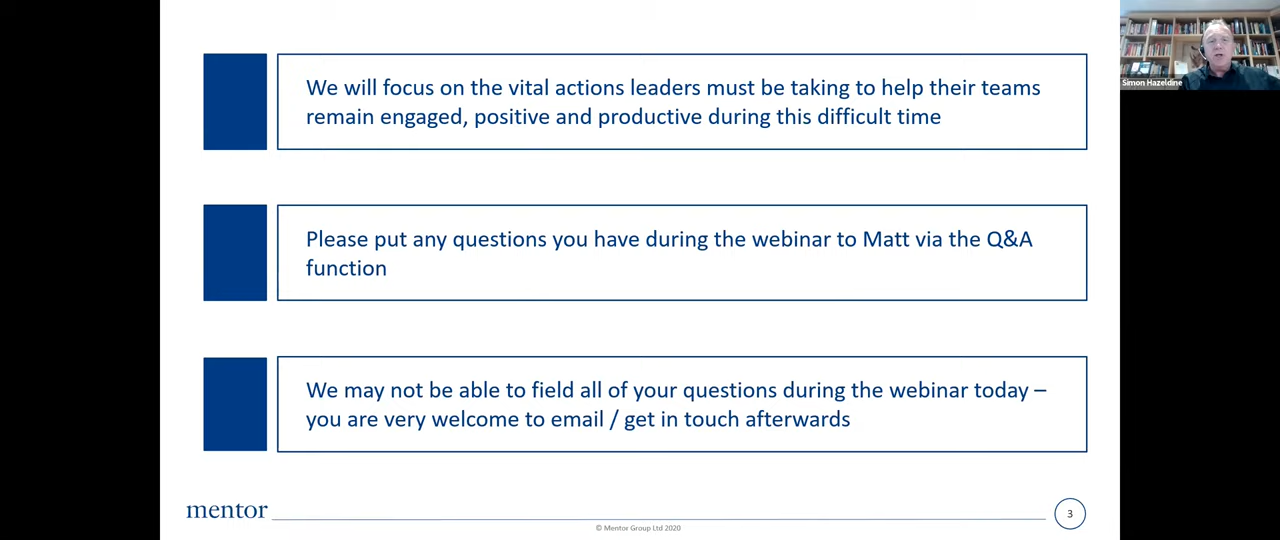 We will focus on the vital actions leaders must be taking to help their teams
remain engaged, positive and productive during this difficult time
Please put any questions you have during the webinar to Matt via the Q&A
function
We may not be able to field all of your questions during the webinar today –
you are very welcome to email / get in touch afterwards
mentor
© Mentor Group Ltd 2020
3
Simon Hazeldine